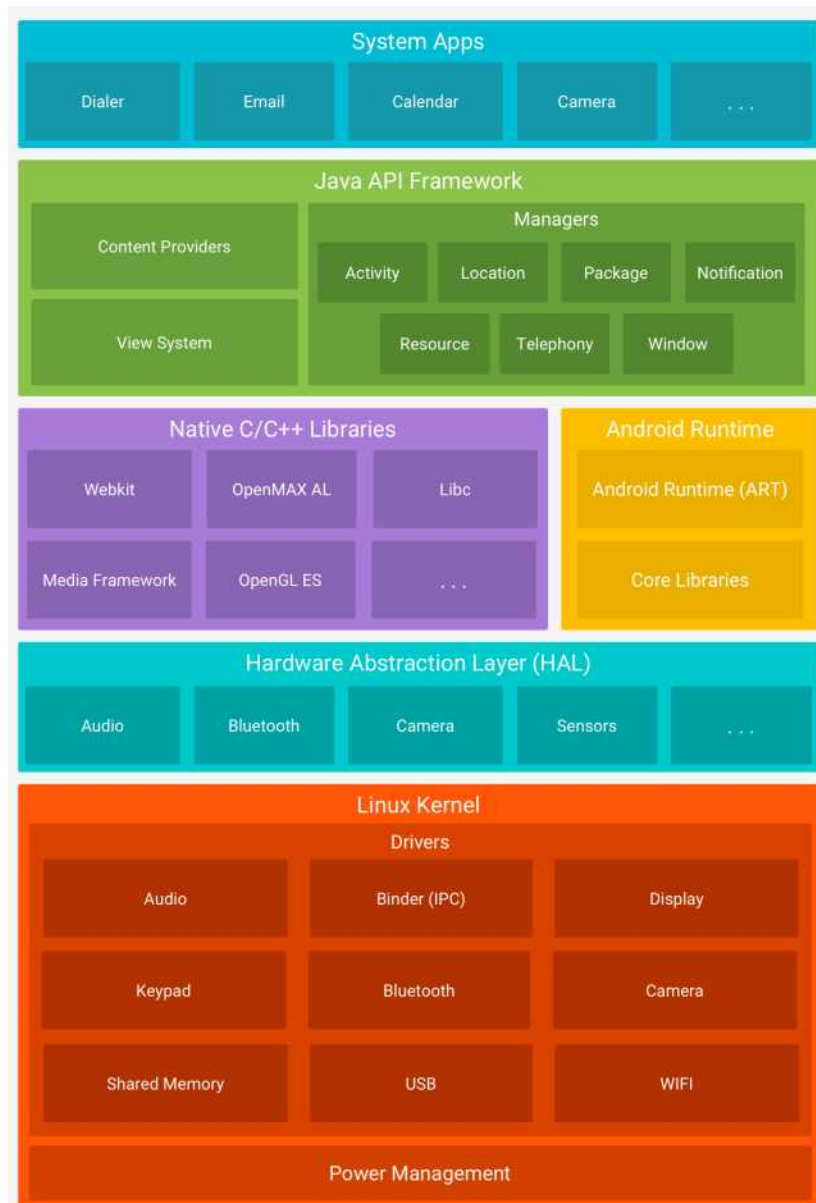 System Apps
Dialer
Email
Calendar
Camera
. . .
Java API Framework
Content Providers
View System
Managers
Activity
Location
Package
Notification
Resource
Telephony
Window
Native C/C++ Libraries
Webkit
OpenMAX AL
Libc
Media Framework
OpenGL ES
. . .
Android Runtime
Android Runtime (ART)
Core Libraries
Hardware Abstraction Layer (HAL)
Audio
Bluetooth
Camera
Sensors
. . .
Linux Kernel
Drivers
Audio
Binder (IPC)
Display
Keypad
Bluetooth
Camera
Shared Memory
USB
WIFI
Power Management